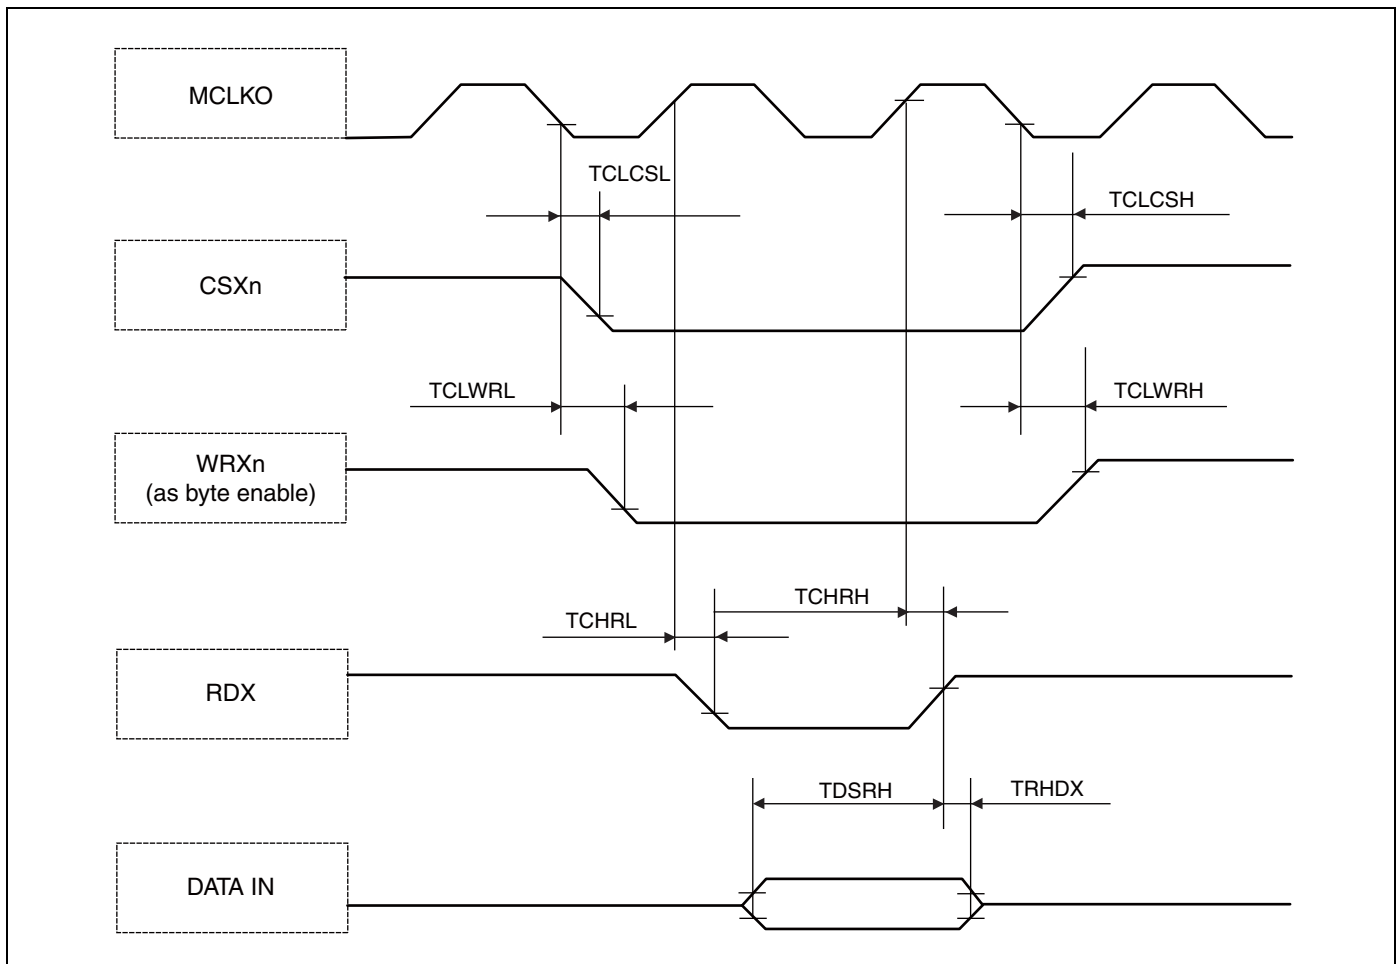 MCLKO
TCLCSL
TCLCSH
CSXn
TCLWRL
TCLWRH
WRXn
(as byte enable)
TCHRH
TCHRL
RDX
TDSRH
TRHDX
DATA IN